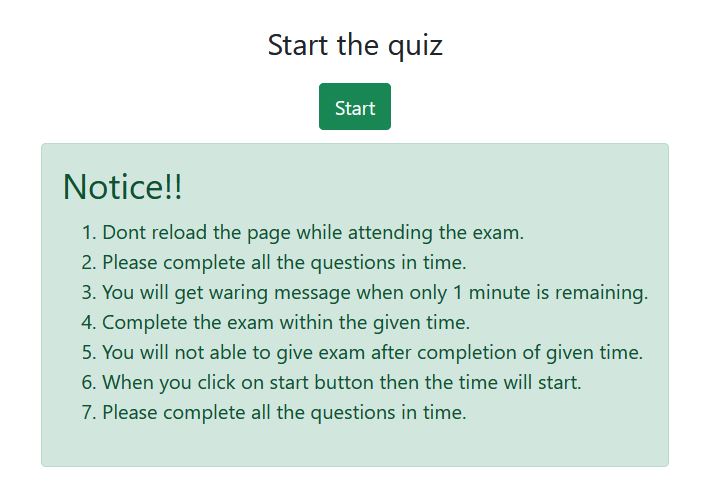 Start the quiz
Start
Notice!!
1. Dont reload the page while attending the exam.
2. Please complete all the questions in time.
3. You will get waring message when only 1 minute is remaining.
4. Complete the exam within the given time.
5. You will not able to give exam after completion of given time.
6. When you click on start button then the time will start.
7. Please complete all the questions in time.